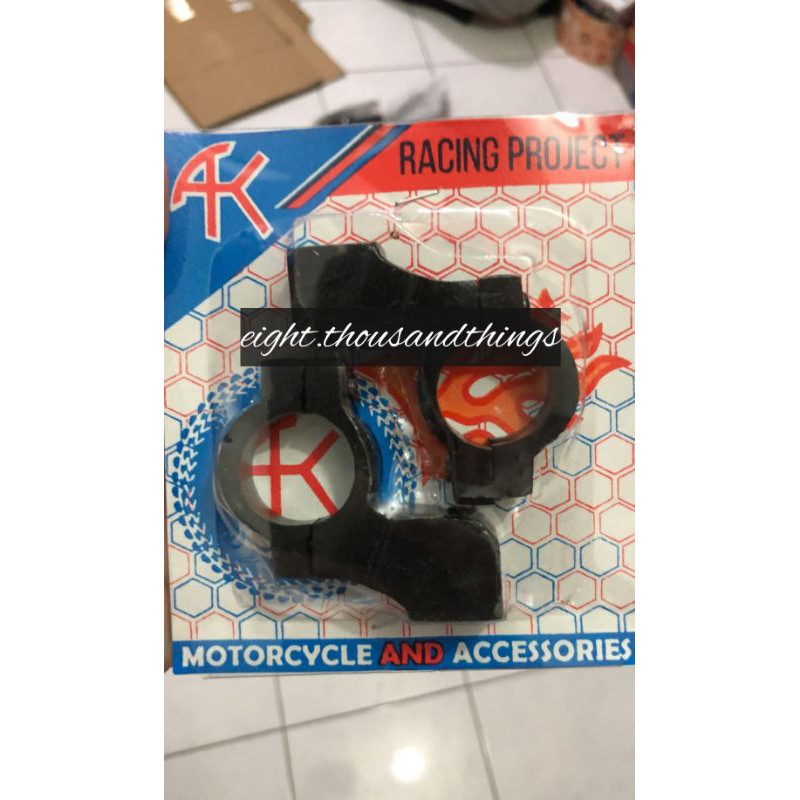 AK
RACING PROJECT
eight.thousandthings
AK
MOTORCYCLE AND ACCESSORIES